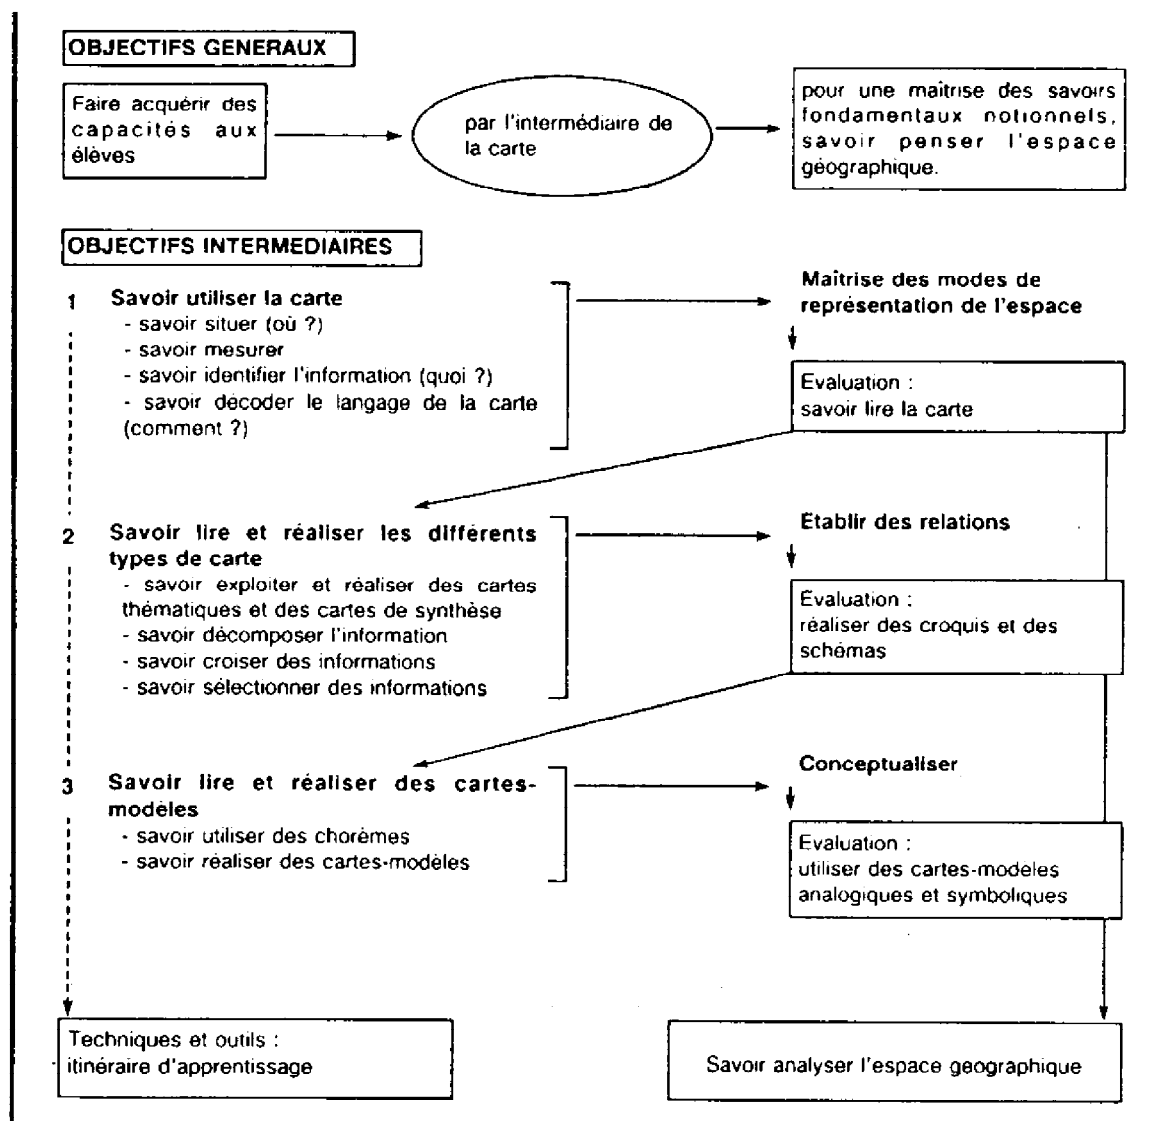 OBJECTIFS GENERAUX
Faire acquérir des
capacités aux
élèves
par l'intermédiaire de
la carte
pour une maîtrise des savoirs
fondamentaux notionnels,
savoir penser l'espace
géographique.
OBJECTIFS INTERMEDIAIRES
1 Savoir utiliser la carte
- savoir situer (où ?)
- savoir mesurer
- savoir identifier l'information (quoi ?)
- savoir décoder le langage de la carte
(comment ?)
Maîtrise des modes de
représentation de l'espace
Evaluation :
savoir lire la carte
2 Savoir lire et réaliser les différents
types de carte
- savoir exploiter et réaliser des cartes
thématiques et des cartes de synthèse
- savoir décomposer l'information
- savoir croiser des informations
- savoir sélectionner des informations
Etablir des relations
Evaluation :
réaliser des croquis et des
schémas
3 Savoir lire et réaliser des cartes-
modèles
- savoir utiliser des chorèmes
- savoir réaliser des cartes-modèles
Conceptualiser
Evaluation :
utiliser des cartes-modèles
analogiques et symboliques
Techniques et outils :
itinéraire d'apprentissage
Savoir analyser l'espace geographique